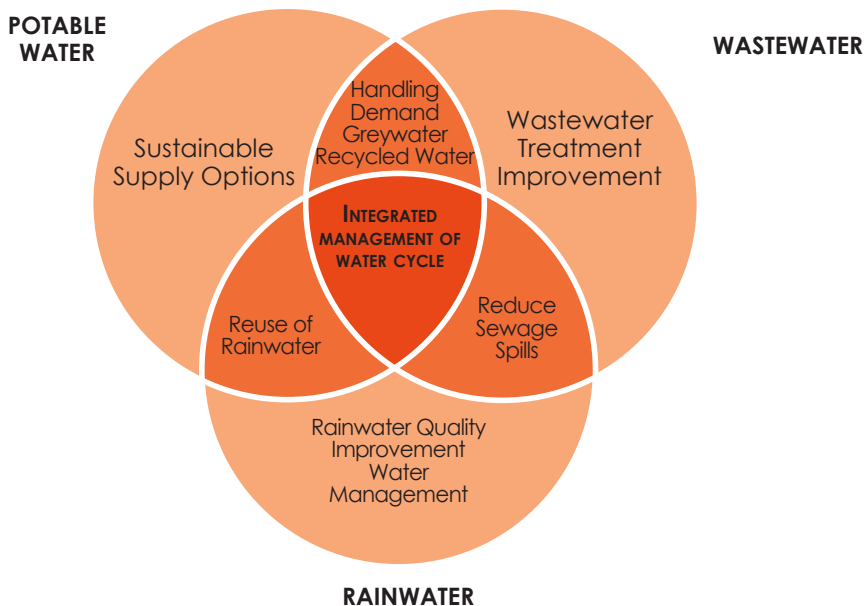 POTABLE
WATER
WASTEWATER
Handling
Demand
Greywater
Recycled Water
Sustainable
Supply Options
Wastewater
Treatment
Improvement
INTEGRATED
MANAGEMENT OF
WATER CYCLE
Reuse of
Rainwater
Reduce
Sewage
Spills
Rainwater Quality
Improvement
Water
Management
RAINWATER